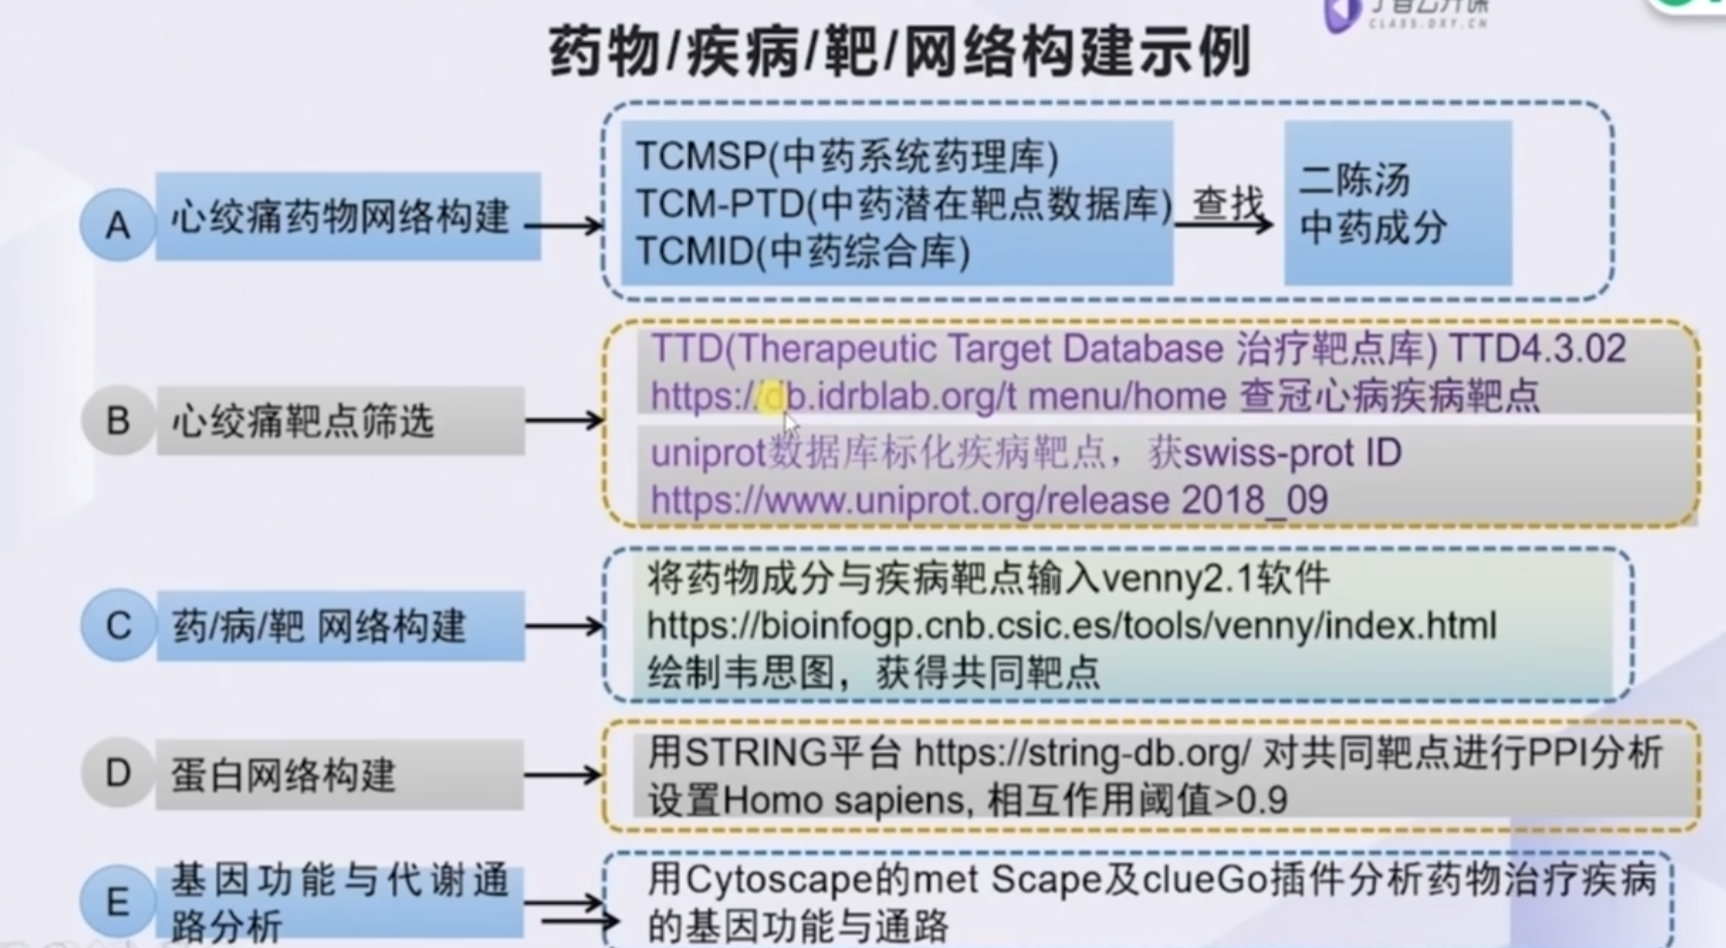 CLASS.DXY.CN
药物/疾病/靶/网络构建示例
A
心绞痛药物网络构建
TCMSP(中药系统药理库)
TCM-PTD(中药潜在靶点数据库)
TCMID(中药综合库)
查找
二陈汤
中药成分
B
心绞痛靶点筛选
TTD(Therapeutic Target Database 治疗靶点库) TTD4.3.02
https://db.idrblab.org/t menu/home 查冠心病疾病靶点
uniprot数据库标化疾病靶点，获swiss-prot ID
https://www.uniprot.org/release 2018_09
C
药/病/靶 网络构建
将药物成分与疾病靶点输入venny2.1软件
https://bioinfogp.cnb.csic.es/tools/venny/index.html
绘制韦思图，获得共同靶点
D
蛋白网络构建
用STRING平台 https://string-db.org/ 对共同靶点进行PPI分析
设置Homo sapiens, 相互作用阈值>0.9
E
基因功能与代谢通
路分析
用Cytoscape的met Scape及clueGo插件分析药物治疗疾病
的基因功能与通路